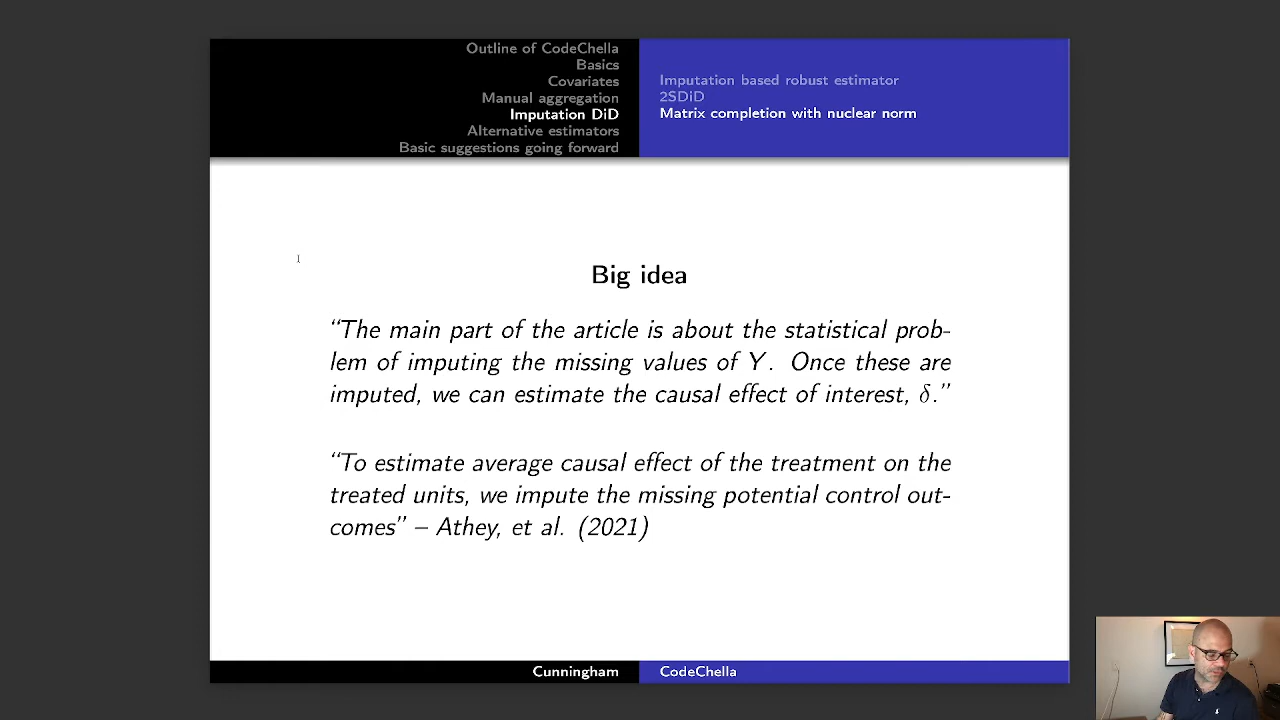 Outline of CodeChella
Basics
Covariates
Manual aggregation
Imputation DiD
Alternative estimators
Basic suggestions going forward
Imputation based robust estimator
2SDiD
Matrix completion with nuclear norm
Big idea
“The main part of the article is about the statistical prob-
lem of imputing the missing values of Y. Once these are
imputed, we can estimate the causal effect of interest, δ.”
“To estimate average causal effect of the treatment on the
treated units, we impute the missing potential control out-
comes” – Athey, et al. (2021)
Cunningham
CodeChella